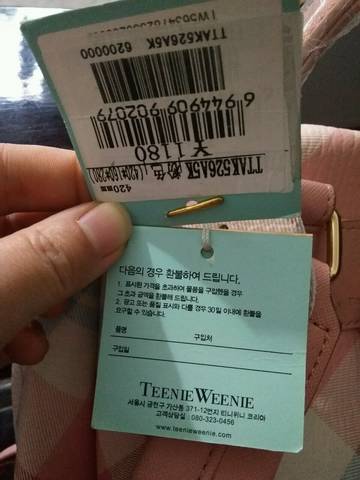 TTAK526A5K 6200000
6944909902079
￥1180
TTAK526A5K 颜色
다음의 경우 환불하여 드립니다.
1. 표시된 가격을 초과하여 물품을 구입했을 경우
그 초과 금액을 환불해 드립니다.
2. 광고 또는 품질 표시와 다를 경우 30일 이내에 환불을
요구할 수 있습니다.
품명 구입처
구입일
TEENIE WEENIE
서울시 금천구 가산동 371-12번지 티니위니 코리아
고객상담실 : 080-323-0456
www.teenieweenie.com